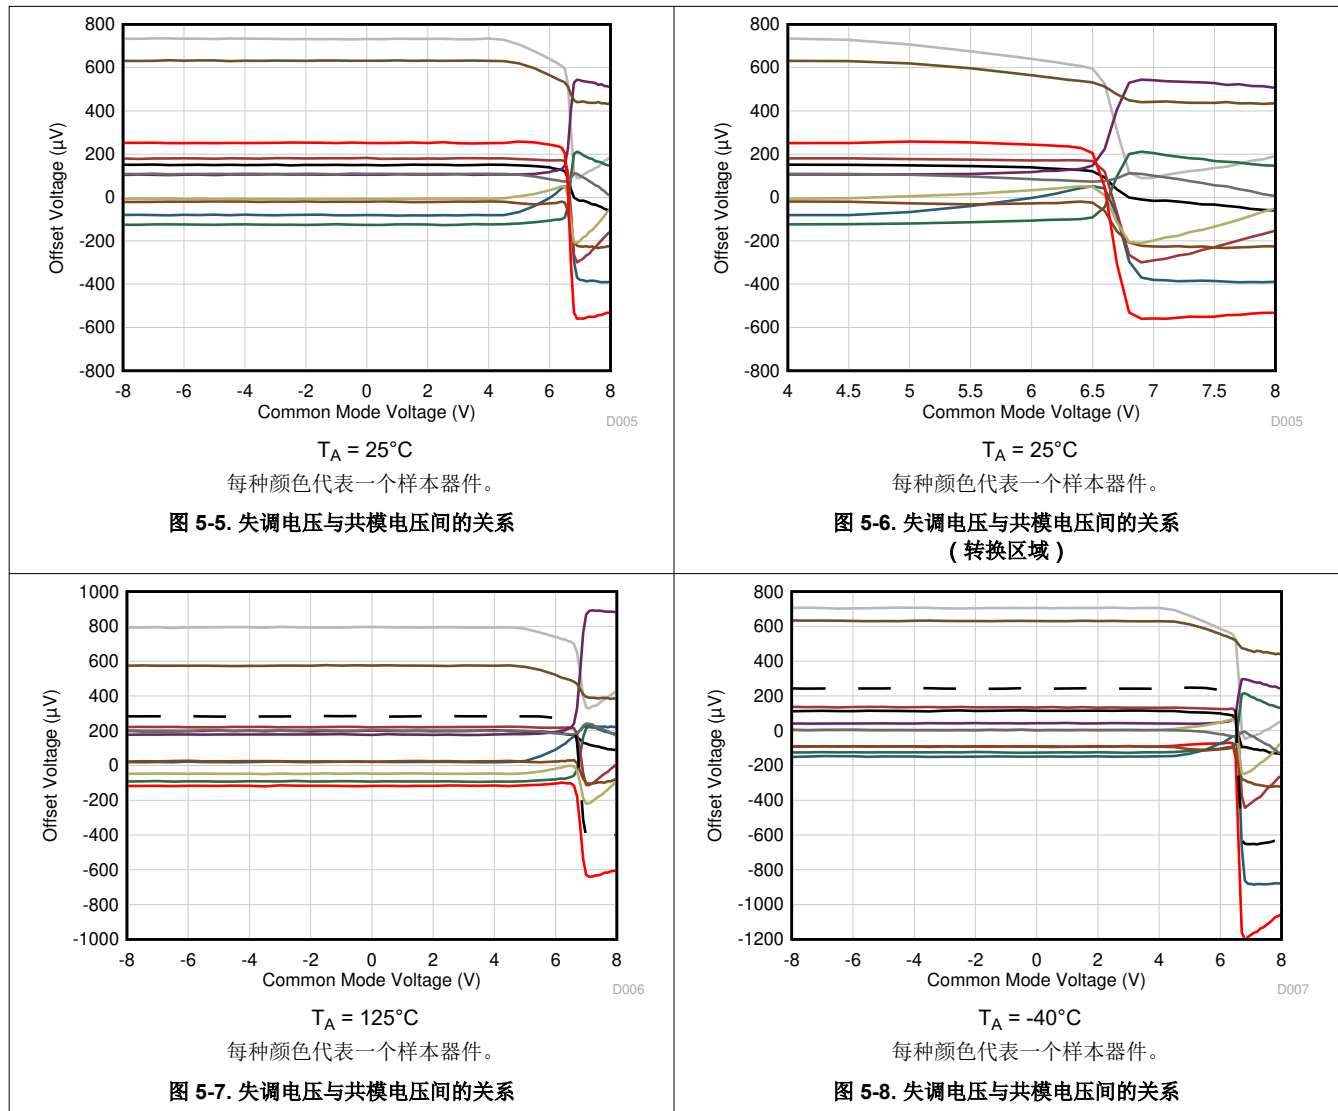 800
600
400
200
0
-200
-400
-600
-800
Offset Voltage (µV)
-8 -6 -4 -2 0 2 4 6 8
Common Mode Voltage (V)
D005
TA = 25°C
每种颜色代表一个样本器件。
图 5-5. 失调电压与共模电压间的关系
800
600
400
200
0
-200
-400
-600
-800
Offset Voltage (µV)
4 4.5 5 5.5 6 6.5 7 7.5 8
Common Mode Voltage (V)
D005
TA = 25°C
每种颜色代表一个样本器件。
图 5-6. 失调电压与共模电压间的关系
（转换区域）
1000
800
600
400
200
0
-200
-400
-600
-800
-1000
Offset Voltage (µV)
-8 -6 -4 -2 0 2 4 6 8
Common Mode Voltage (V)
D006
TA = 125°C
每种颜色代表一个样本器件。
图 5-7. 失调电压与共模电压间的关系
800
600
400
200
0
-200
-400
-600
-800
-1000
-1200
Offset Voltage (µV)
-8 -6 -4 -2 0 2 4 6 8
Common Mode Voltage (V)
D007
TA = -40°C
每种颜色代表一个样本器件。
图 5-8. 失调电压与共模电压间的关系